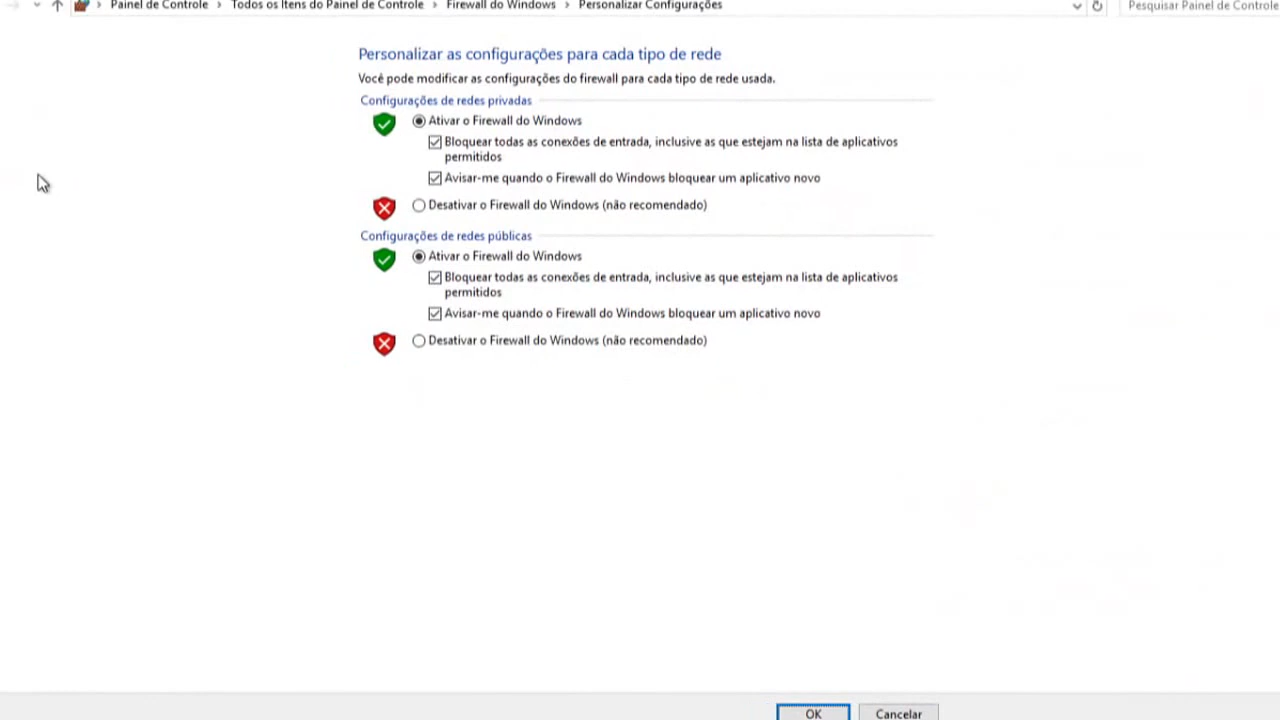 Painel de Controle › Todos os Itens do Painel de Controle › Firewall do Windows › Personalizar Configurações
Pesquisar Painel de Controle
Personalizar as configurações para cada tipo de rede
Você pode modificar as configurações do firewall para cada tipo de rede usada.
Configurações de redes privadas
Ativar o Firewall do Windows
Bloquear todas as conexões de entrada, inclusive as que estejam na lista de aplicativos
permitidos
Avisar-me quando o Firewall do Windows bloquear um aplicativo novo
Desativar o Firewall do Windows (não recomendado)
Configurações de redes públicas
Ativar o Firewall do Windows
Bloquear todas as conexões de entrada, inclusive as que estejam na lista de aplicativos
permitidos
Avisar-me quando o Firewall do Windows bloquear um aplicativo novo
Desativar o Firewall do Windows (não recomendado)
OK
Cancelar